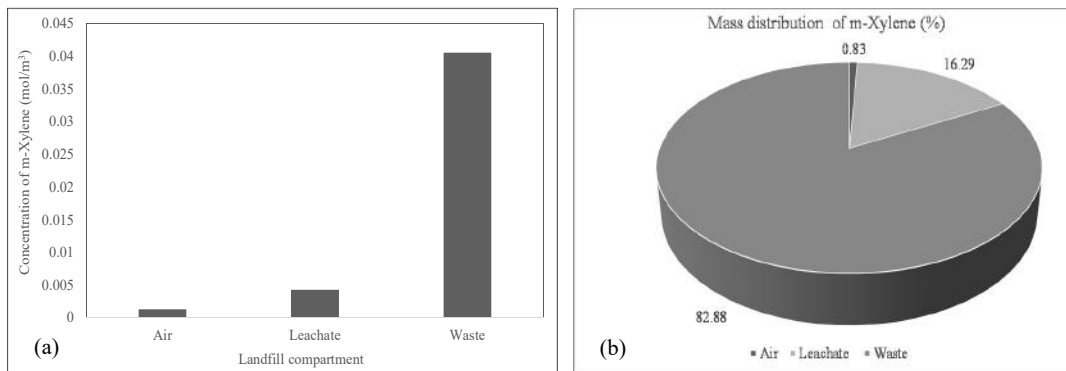 0.045
0.04
0.035
0.03
0.025
0.02
0.015
0.01
0.005
0
Concentration of m-Xylene (mol/m³)
Air Leachate Waste
Landfill compartment
(a)
Mass distribution of m-Xylene (%)
0.83
16.29
82.88
Air Leachate Waste
(b)